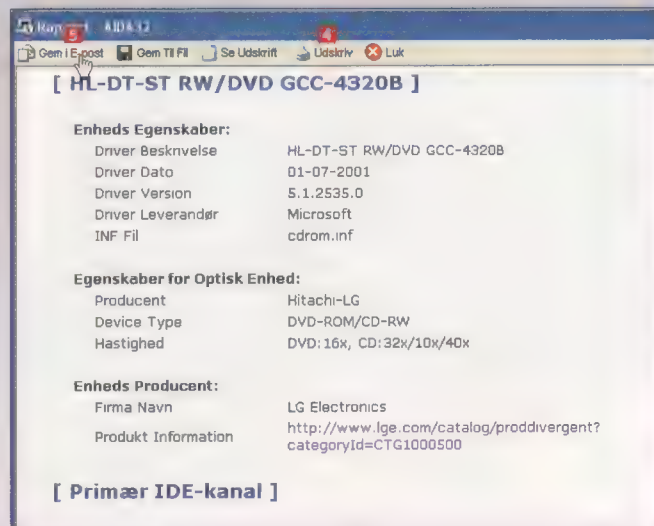 Rapport - AIDA32
5
4
Gem i E-post Gem Til Fil Se Udskrift Udskriv Luk
[ HL-DT-ST RW/DVD GCC-4320B ]
Enheds Egenskaber:
Driver Beskrivelse HL-DT-ST RW/DVD GCC-4320B
Driver Dato 01-07-2001
Driver Version 5.1.2535.0
Driver Leverandør Microsoft
INF Fil cdrom.inf
Egenskaber for Optisk Enhed:
Producent Hitachi-LG
Device Type DVD-ROM/CD-RW
Hastighed DVD:16x, CD:32x/10x/40x
Enheds Producent:
Firma Navn LG Electronics
Produkt Information http://www.lge.com/catalog/proddivergent?
categoryId=CTG1000500
[ Primær IDE-kanal ]